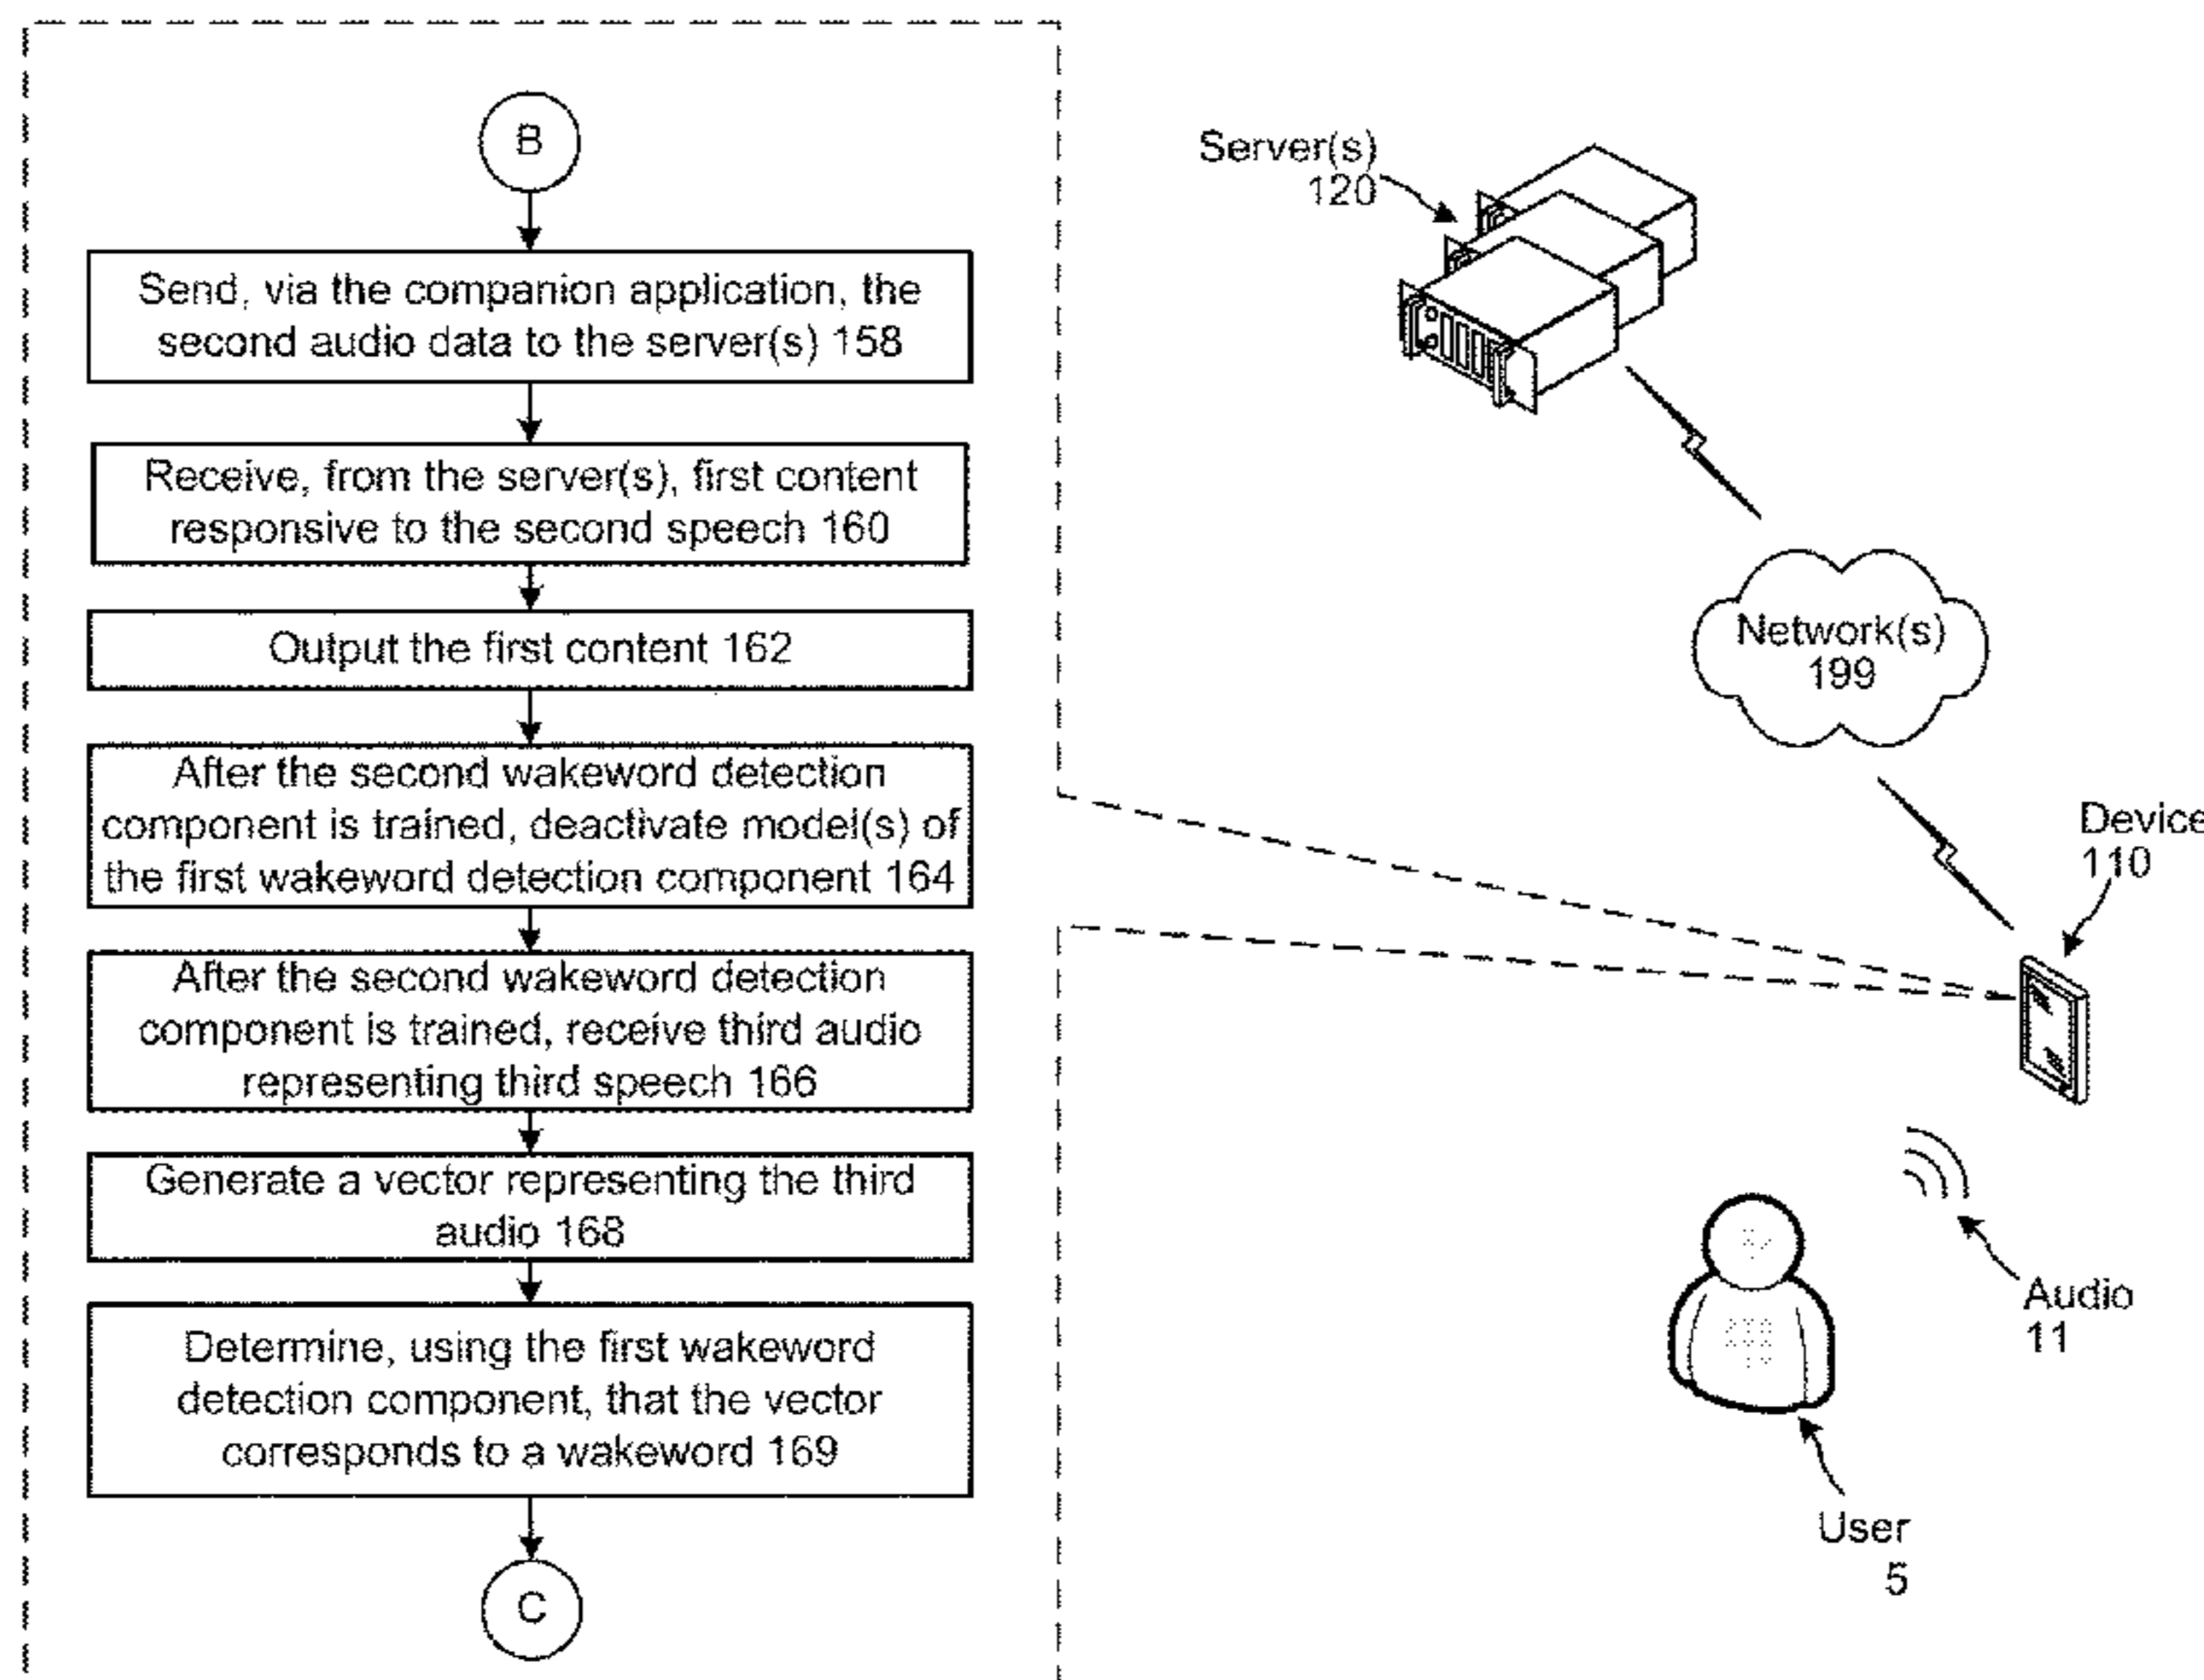 B
Send, via the companion application, the
second audio data to the server(s) 158
Receive, from the server(s), first content
responsive to the second speech 160
Output the first content 162
After the second wakeword detection
component is trained, deactivate model(s) of
the first wakeword detection component 164
After the second wakeword detection
component is trained, receive third audio
representing third speech 166
Generate a vector representing the third
audio 168
Determine, using the first wakeword
detection component, that the vector
corresponds to a wakeword 169
C
Server(s)
120
Network(s)
199
Device
110
Audio
11
User
5